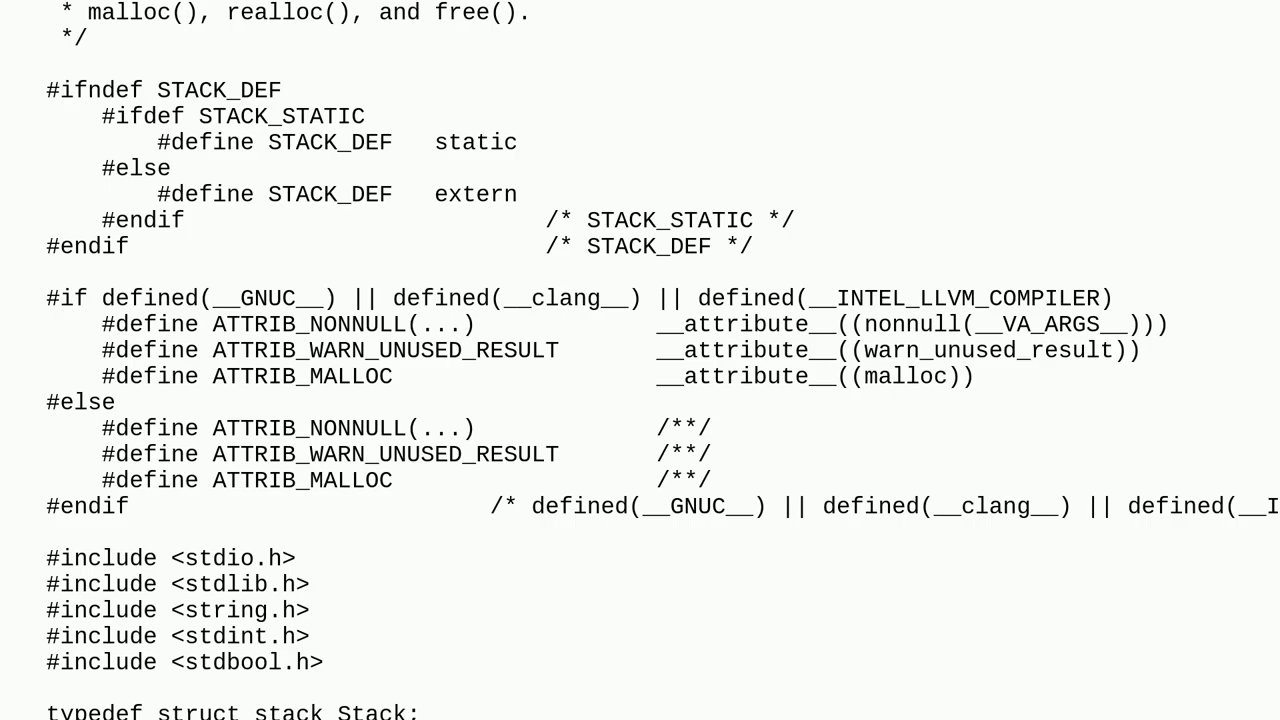 * malloc(), realloc(), and free().
 */

#ifndef STACK_DEF
    #ifdef STACK_STATIC
        #define STACK_DEF   static
    #else
        #define STACK_DEF   extern
    #endif                          /* STACK_STATIC */
#endif                              /* STACK_DEF */

#if defined(__GNUC__) || defined(__clang__) || defined(__INTEL_LLVM_COMPILER)
    #define ATTRIB_NONNULL(...)             __attribute__((nonnull(__VA_ARGS__)))
    #define ATTRIB_WARN_UNUSED_RESULT       __attribute__((warn_unused_result))
    #define ATTRIB_MALLOC                   __attribute__((malloc))
#else
    #define ATTRIB_NONNULL(...)             /**/
    #define ATTRIB_WARN_UNUSED_RESULT       /**/
    #define ATTRIB_MALLOC                   /**/
#endif                          /* defined(__GNUC__) || defined(__clang__) || defined(__I

#include <stdio.h>
#include <stdlib.h>
#include <string.h>
#include <stdint.h>
#include <stdbool.h>

typedef struct stack Stack;